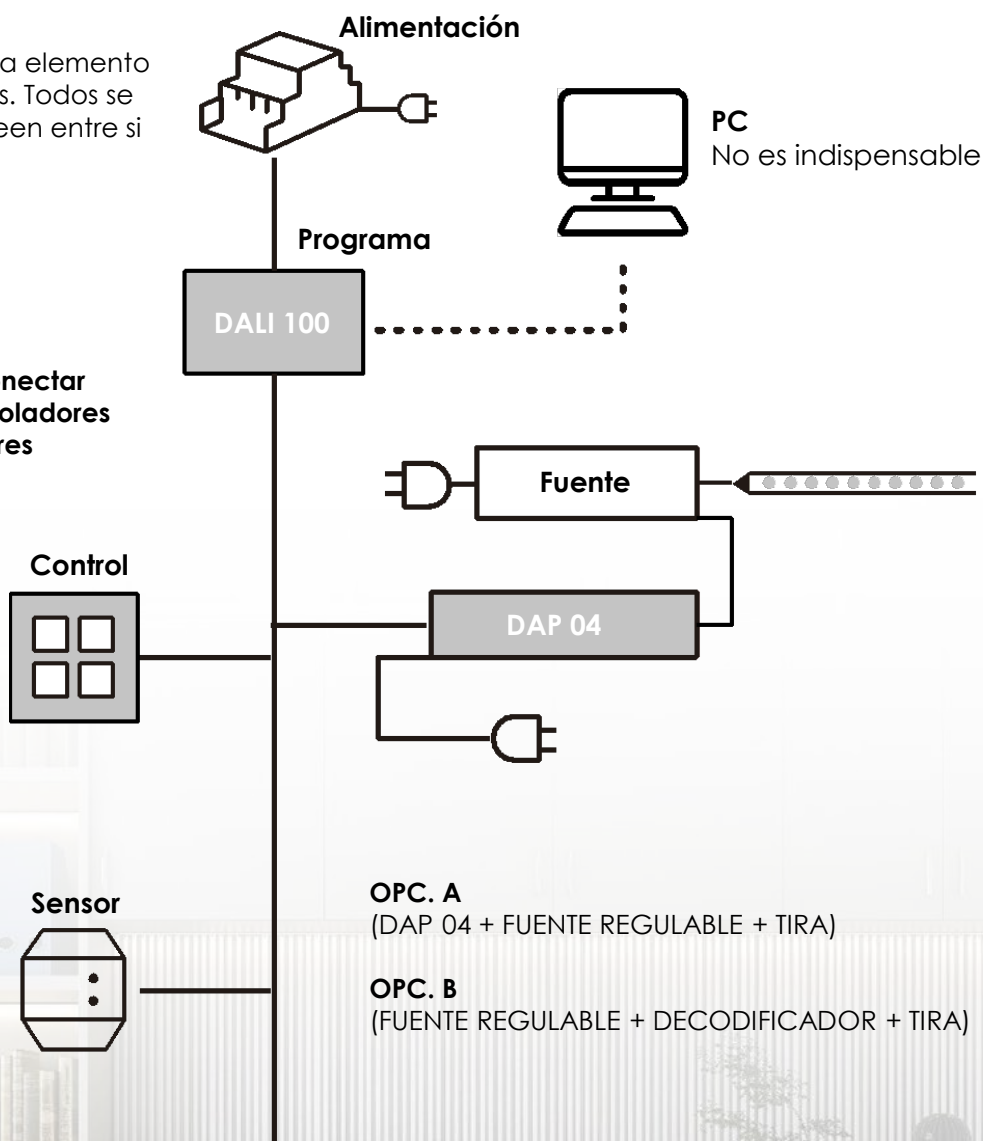 Alimentación
a elemento
s. Todos se
een entre si
PC
No es indispensable
Programa
DALI 100
nectar
oladores
res
Fuente
Control
DAP 04
Sensor
OPC. A
(DAP 04 + FUENTE REGULABLE + TIRA)
OPC. B
(FUENTE REGULABLE + DECODIFICADOR + TIRA)